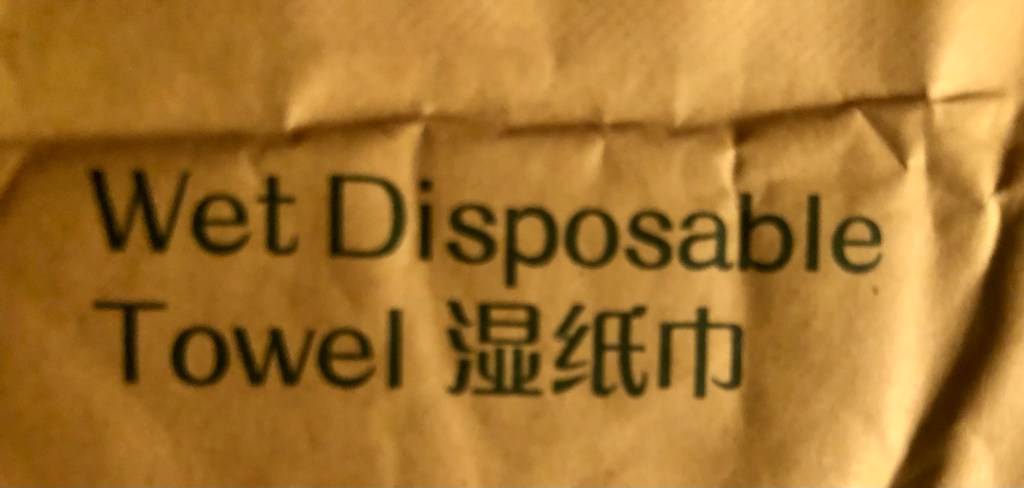 Wet Disposable
Towel 湿纸巾